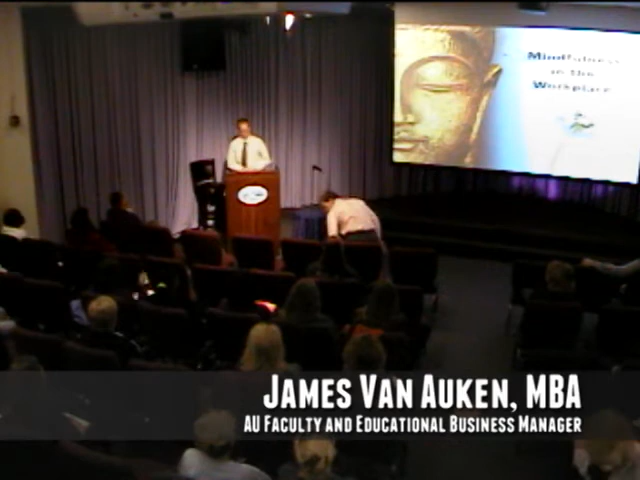 Mindfulness
in the
Workplace
JAMES VAN AUKEN, MBA
AU FACULTY AND EDUCATIONAL BUSINESS MANAGER